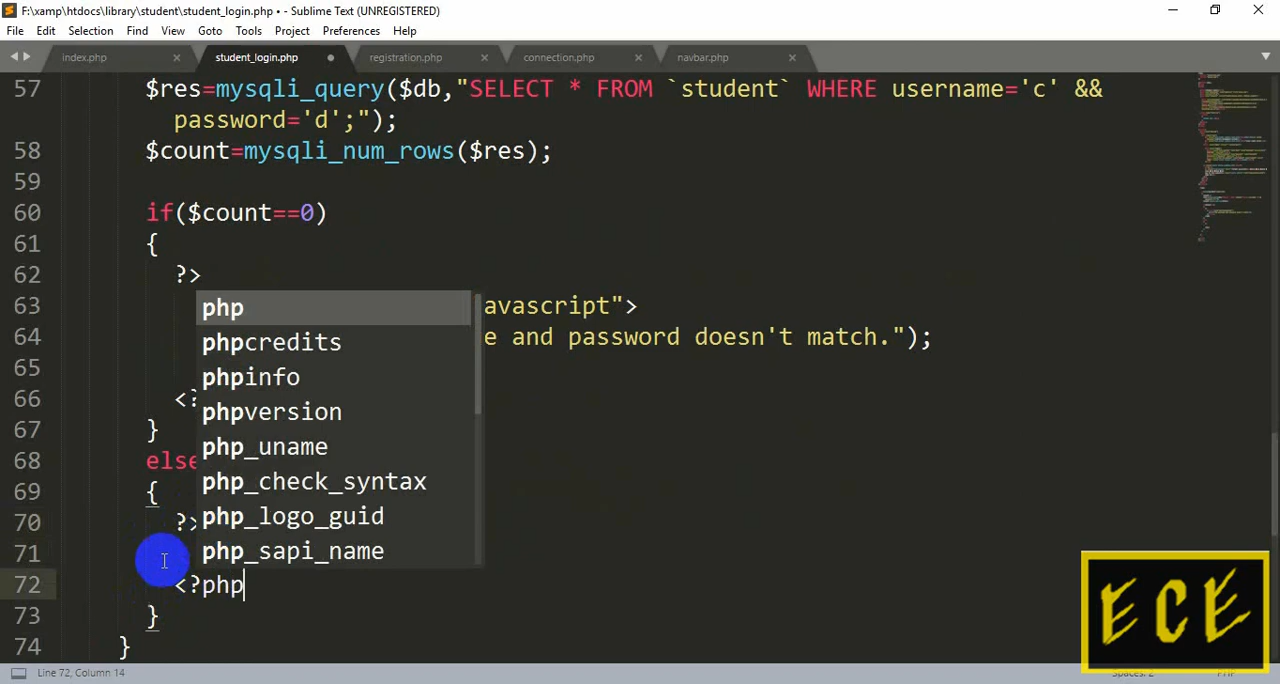 F:\xamp\htdocs\library\student\student_login.php • - Sublime Text (UNREGISTERED)
File Edit Selection Find View Goto Tools Project Preferences Help
index.php student_login.php registration.php connection.php navbar.php
57 $res=mysqli_query($db,"SELECT * FROM `student` WHERE username='c' &&
password='d';");
58 $count=mysqli_num_rows($res);
59
60 if($count==0)
61 {
62 ?>
63 avascript">
64 e and password doesn't match.");
65
66 <?
67 }
68 else
69 {
70 ?>
71
72 <?php
73 }
74 }
php
phpcredits
phpinfo
phpversion
php_uname
php_check_syntax
php_logo_guid
php_sapi_name
ECE
Line 72, Column 14
Spaces: 2 PHP